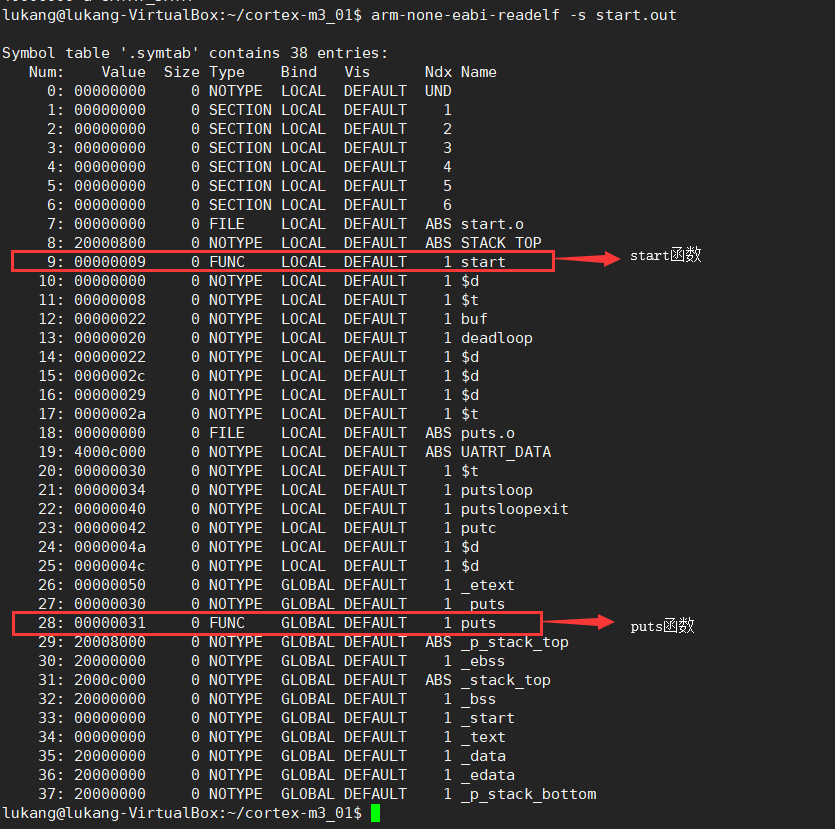 lukang@lukang-VirtualBox:~/cortex-m3_01$ arm-none-eabi-readelf -s start.out
Symbol table '.symtab' contains 38 entries:
Num: Value Size Type Bind Vis Ndx Name
0: 00000000 0 NOTYPE LOCAL DEFAULT UND
1: 00000000 0 SECTION LOCAL DEFAULT 1
2: 00000000 0 SECTION LOCAL DEFAULT 2
3: 00000000 0 SECTION LOCAL DEFAULT 3
4: 00000000 0 SECTION LOCAL DEFAULT 4
5: 00000000 0 SECTION LOCAL DEFAULT 5
6: 00000000 0 SECTION LOCAL DEFAULT 6
7: 00000000 0 FILE LOCAL DEFAULT ABS start.o
8: 20000800 0 NOTYPE LOCAL DEFAULT ABS STACK_TOP
9: 00000009 0 FUNC LOCAL DEFAULT 1 start start函数
10: 00000000 0 NOTYPE LOCAL DEFAULT 1 $d
11: 00000008 0 NOTYPE LOCAL DEFAULT 1 $t
12: 00000022 0 NOTYPE LOCAL DEFAULT 1 buf
13: 00000020 0 NOTYPE LOCAL DEFAULT 1 deadloop
14: 00000022 0 NOTYPE LOCAL DEFAULT 1 $d
15: 0000002c 0 NOTYPE LOCAL DEFAULT 1 $d
16: 00000029 0 NOTYPE LOCAL DEFAULT 1 $d
17: 0000002a 0 NOTYPE LOCAL DEFAULT 1 $t
18: 00000000 0 FILE LOCAL DEFAULT ABS puts.o
19: 4000c000 0 NOTYPE LOCAL DEFAULT ABS UATRT_DATA
20: 00000030 0 NOTYPE LOCAL DEFAULT 1 $t
21: 00000034 0 NOTYPE LOCAL DEFAULT 1 putsloop
22: 00000040 0 NOTYPE LOCAL DEFAULT 1 putsloopexit
23: 00000042 0 NOTYPE LOCAL DEFAULT 1 putc
24: 0000004a 0 NOTYPE LOCAL DEFAULT 1 $d
25: 0000004c 0 NOTYPE LOCAL DEFAULT 1 $d
26: 00000050 0 NOTYPE GLOBAL DEFAULT 1 _etext
27: 00000030 0 NOTYPE GLOBAL DEFAULT 1 _puts
28: 00000031 0 FUNC GLOBAL DEFAULT 1 puts puts函数
29: 20008000 0 NOTYPE GLOBAL DEFAULT ABS _p_stack_top
30: 20000000 0 NOTYPE GLOBAL DEFAULT 1 _ebss
31: 2000c000 0 NOTYPE GLOBAL DEFAULT ABS _stack_top
32: 20000000 0 NOTYPE GLOBAL DEFAULT 1 _bss
33: 00000000 0 NOTYPE GLOBAL DEFAULT 1 _start
34: 00000000 0 NOTYPE GLOBAL DEFAULT 1 _text
35: 20000000 0 NOTYPE GLOBAL DEFAULT 1 _data
36: 20000000 0 NOTYPE GLOBAL DEFAULT 1 _edata
37: 20000000 0 NOTYPE GLOBAL DEFAULT 1 _p_stack_bottom
lukang@lukang-VirtualBox:~/cortex-m3_01$